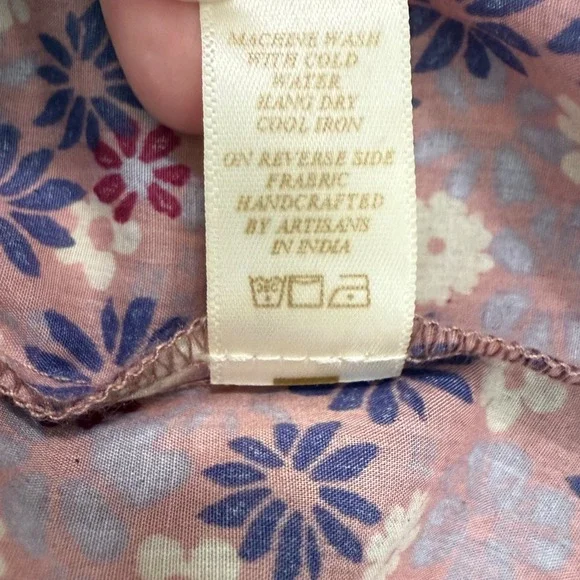 MACHINE WASH
WITH COLD
WATER
HANG DRY
COOL IRON
ON REVERSE SIDE
FRABRIC
HANDCRAFTED
BY ARTISANS
IN INDIA